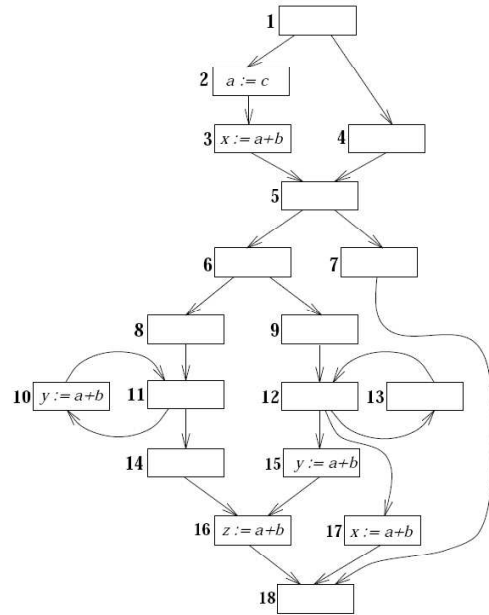 1
2 a := c
3 x := a+b 4
5
6 7
8 9
10 y := a+b 11 12 13
14 15 y := a+b
16 z := a+b 17 x := a+b
18